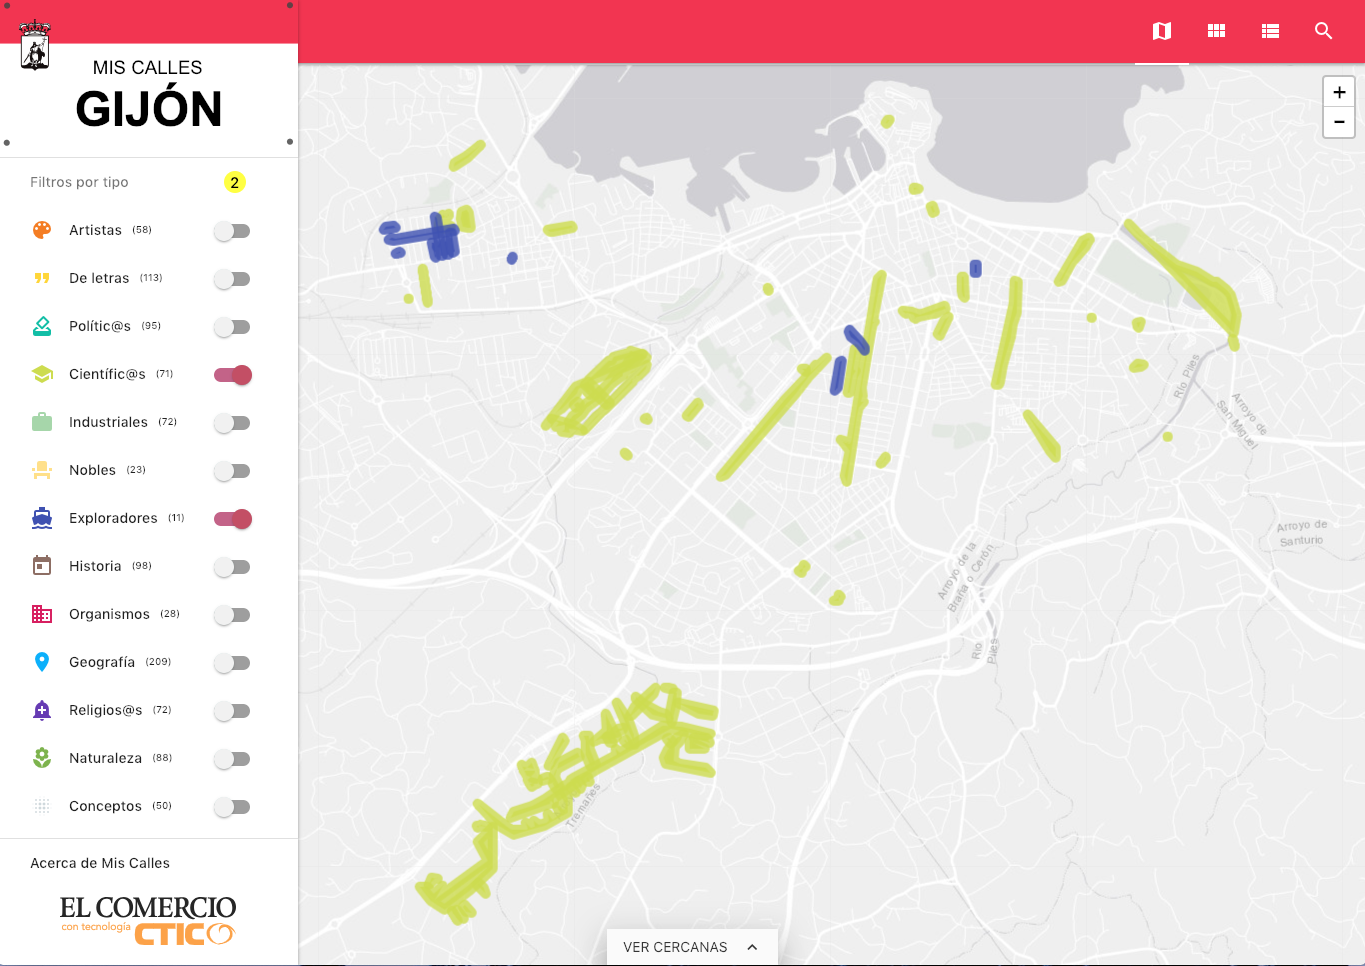 MIS CALLES
GIJÓN
Filtros por tipo 2
Artistas (58)
De letras (113)
Polític@s (95)
Científic@s (71)
Industriales (72)
Nobles (23)
Exploradores (11)
Historia (98)
Organismos (28)
Geografía (209)
Religios@s (72)
Naturaleza (88)
Conceptos (50)
Acerca de Mis Calles
EL COMERCIO
con tecnología
CTIC
+
−
Río Piles
Arroyo de
San Miguel
Arroyo de
Santurio
Arroyo de la
Braña o Cerón
Río
Piles
Tremañes
VER CERCANAS